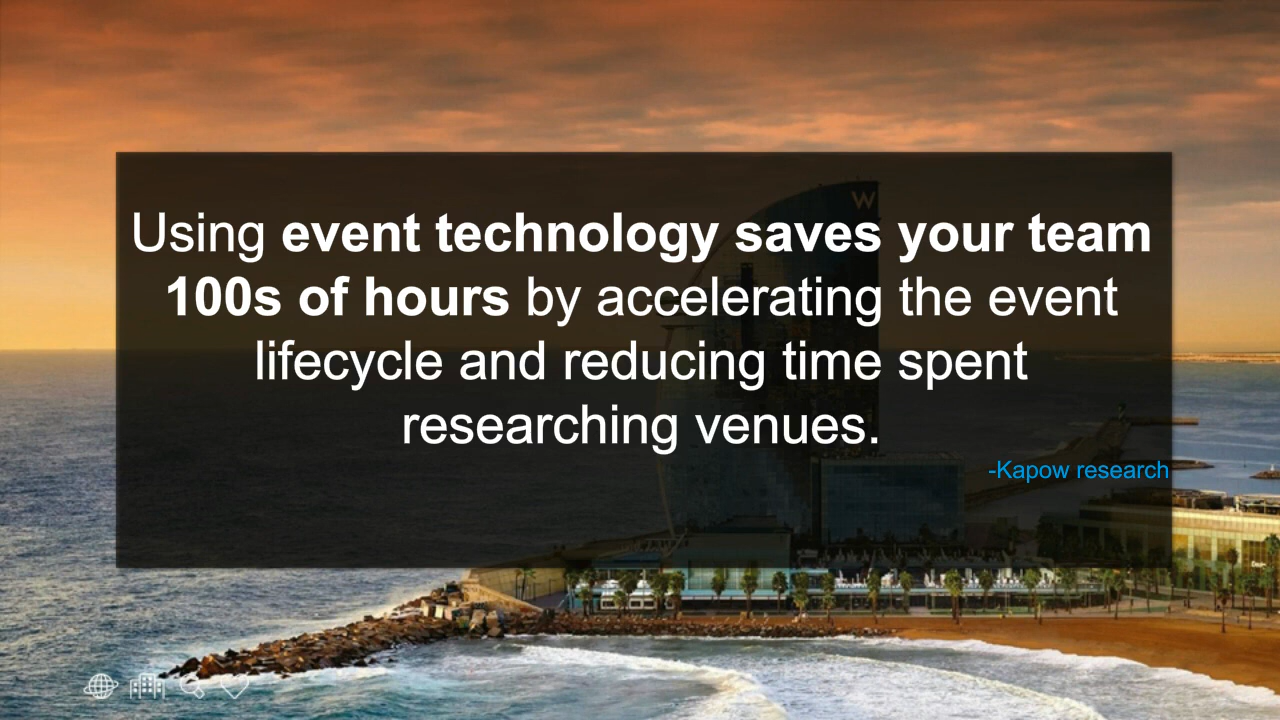 W
Using event technology saves your team
100s of hours by accelerating the event
lifecycle and reducing time spent
researching venues.
-Kapow research